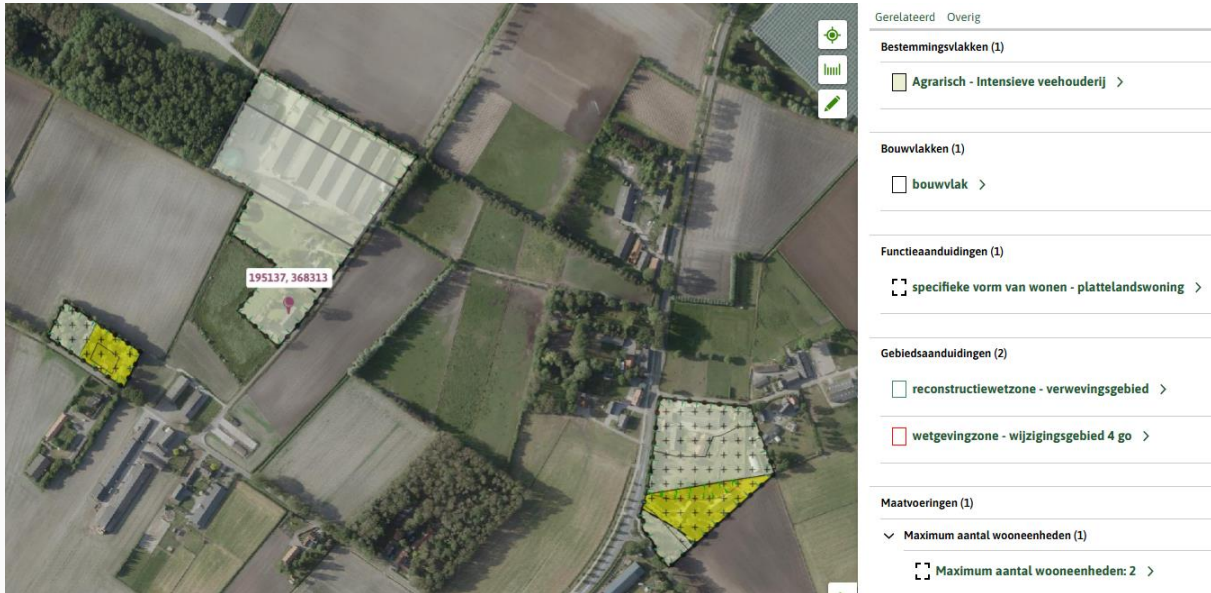 195137, 368313
Gerelateerd Overig
Bestemmingsvlakken (1)
Agrarisch - Intensieve veehouderij
Bouwvlakken (1)
bouwvlak
Functieaanduidingen (1)
specifieke vorm van wonen - plattelandswoning
Gebiedsaanduidingen (2)
reconstructiewetzone - verwevingsgebied
wetgevingzone - wijzigingsgebied 4 go
Maatvoeringen (1)
Maximum aantal wooneenheden (1)
Maximum aantal wooneenheden: 2